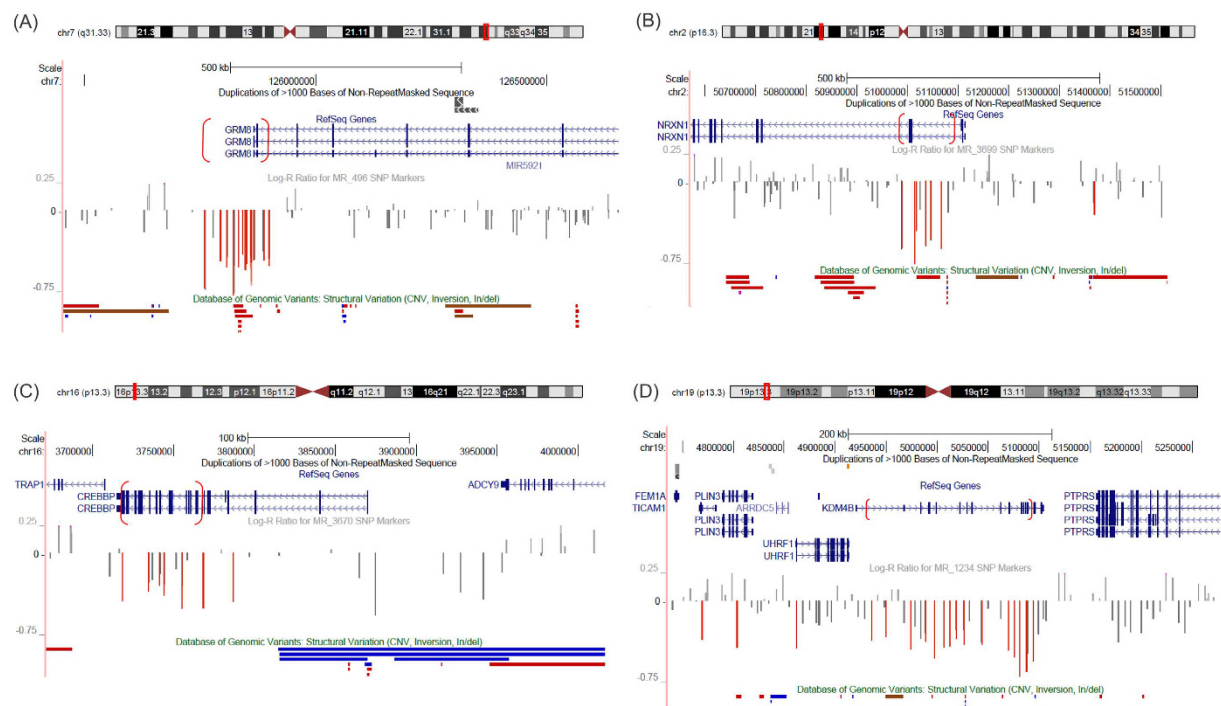 (A)
chr7 (q31.33) 21.3 13 21.11 22.1 31.1 q33 q34 35
Scale 500 kb
chr7: 126000000 126500000
Duplications of >1000 Bases of Non-RepeatMasked Sequence
RefSeq Genes
GRM8
GRM8
GRM8
MIR592
Log-R Ratio for MR_496 SNP Markers
0.25
0
-0.75
Database of Genomic Variants: Structural Variation (CNV, Inversion, In/del)
(B)
chr2 (p16.3) 21 14 p12 13 34 35
Scale 500 kb
chr2: 50700000 50800000 50900000 51000000 51100000 51200000 51300000 51400000 51500000
Duplications of >1000 Bases of Non-RepeatMasked Sequence
RefSeq Genes
NRXN1
NRXN1
Log-R Ratio for MR_3699 SNP Markers
0.25
0
-0.75
Database of Genomic Variants: Structural Variation (CNV, Inversion, In/del)
(C)
chr16 (p13.3) 16p13.3 13.2 12.3 p12.1 16p11.2 q11.2 q12.1 13 16q21 22.1 q23.1
Scale 100 kb
chr16: 3700000 3750000 3800000 3850000 3900000 3950000 4000000
Duplications of >1000 Bases of Non-RepeatMasked Sequence
RefSeq Genes
TRAP1 ADCY9
CREBBP
CREBBP
Log-R Ratio for MR_3670 SNP Markers
0.25
0
-0.75
Database of Genomic Variants: Structural Variation (CNV, Inversion, In/del)
(D)
chr19 (p13.3) 19p13.3 19p13.2 p13.11 19p12 19q12 13.11 19q13.2 q13.32 q13.33
Scale 200 kb
chr19: 4800000 4850000 4900000 4950000 5000000 5050000 5100000 5150000 5200000 5250000
Duplications of >1000 Bases of Non-RepeatMasked Sequence
RefSeq Genes
FEM1A PLIN3 PTPRS
TICAM1 ARRDC5 KDM4B PTPRS
PLIN3 PTPRS
PLIN3 PTPRS
UHRF1
UHRF1
Log-R Ratio for MR_1234 SNP Markers
0.25
0
-0.75
Database of Genomic Variants: Structural Variation (CNV, Inversion, In/del)